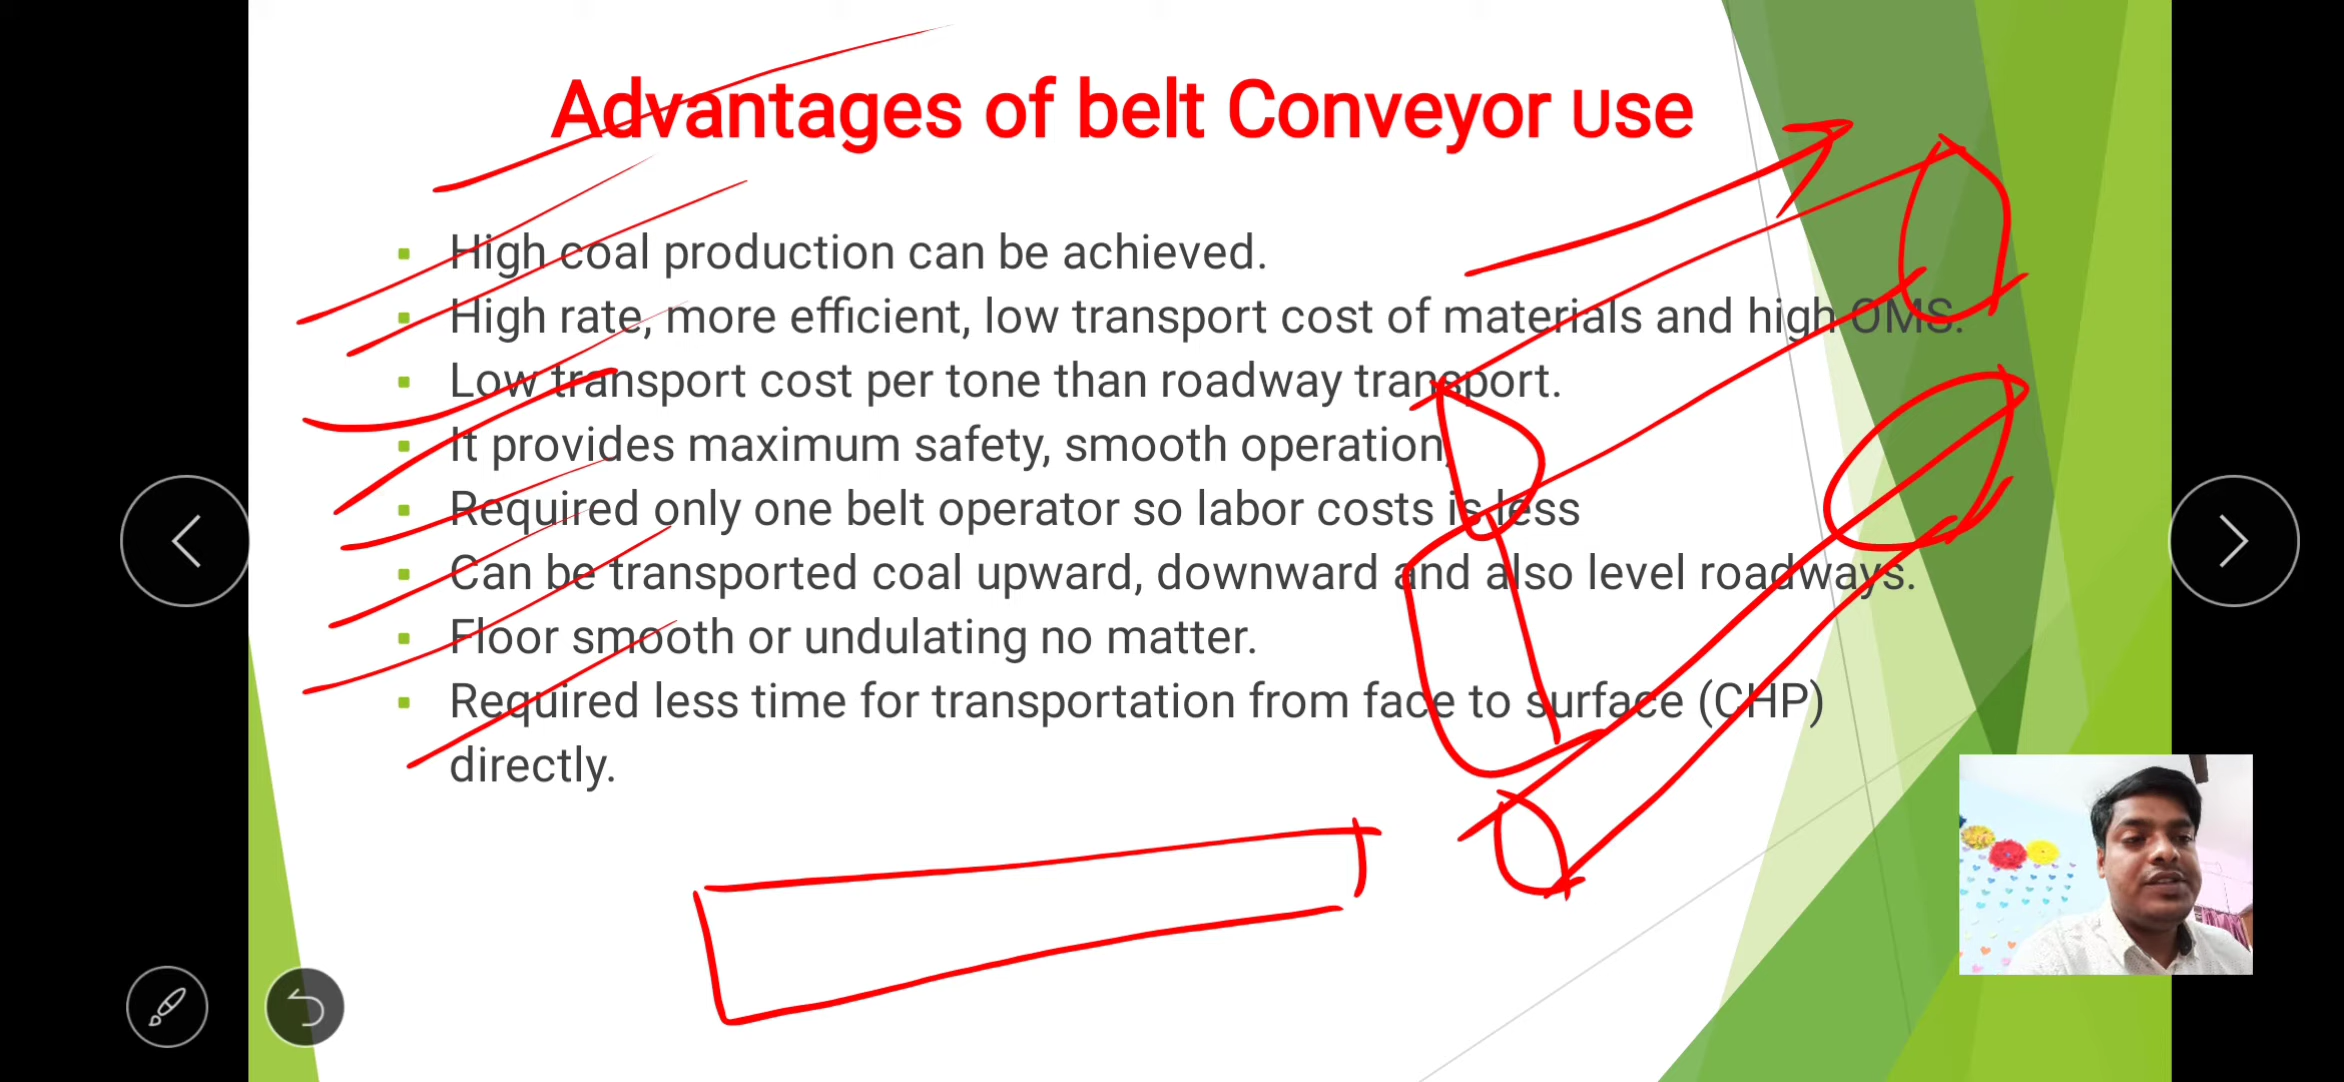 Advantages of belt Conveyor Use
High coal production can be achieved.
High rate, more efficient, low transport cost of materials and high OMS.
Low transport cost per tone than roadway transport.
It provides maximum safety, smooth operation,
Required only one belt operator so labor costs is less
Can be transported coal upward, downward and also level roadways.
Floor smooth or undulating no matter.
Required less time for transportation from face to surface (CHP)
directly.